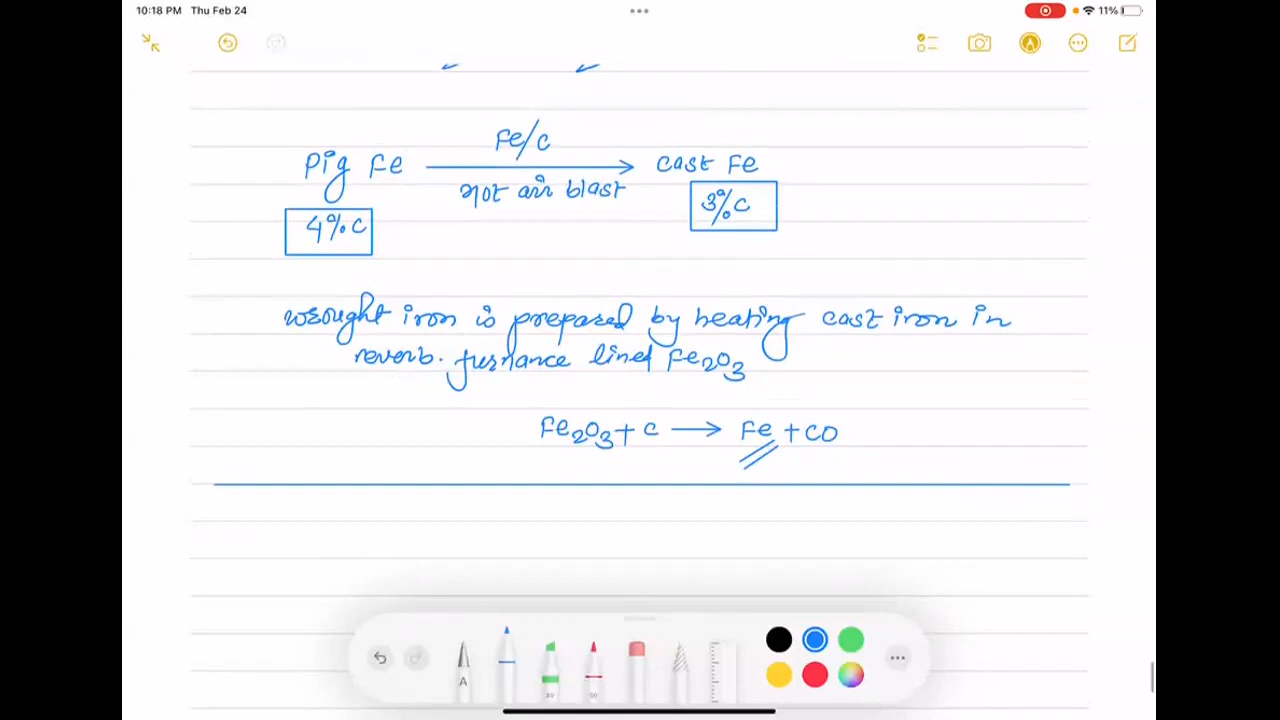 10:18 PM Thu Feb 24
11%
Fe/C
Pig Fe → cast Fe
hot air blast
4%C
3%C
wrought iron is prepared by heating cast iron in
reverb. furnance lined Fe₂O₃
Fe₂O₃ + C → Fe + CO
A